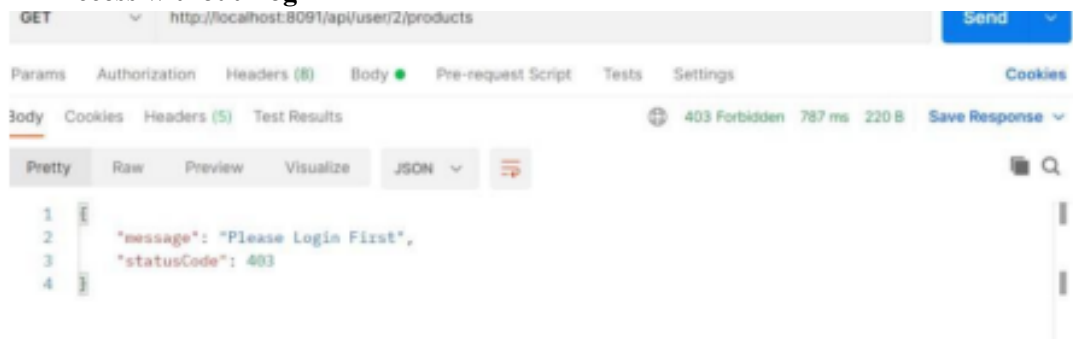 GET http://localhost:8091/api/user/2/products Send
Params Authorization Headers (8) Body Pre-request Script Tests Settings Cookies
Body Cookies Headers (5) Test Results 403 Forbidden 787 ms 220 B Save Response
Pretty Raw Preview Visualize JSON
1 {
2 "message": "Please Login First",
3 "statusCode": 403
4 }